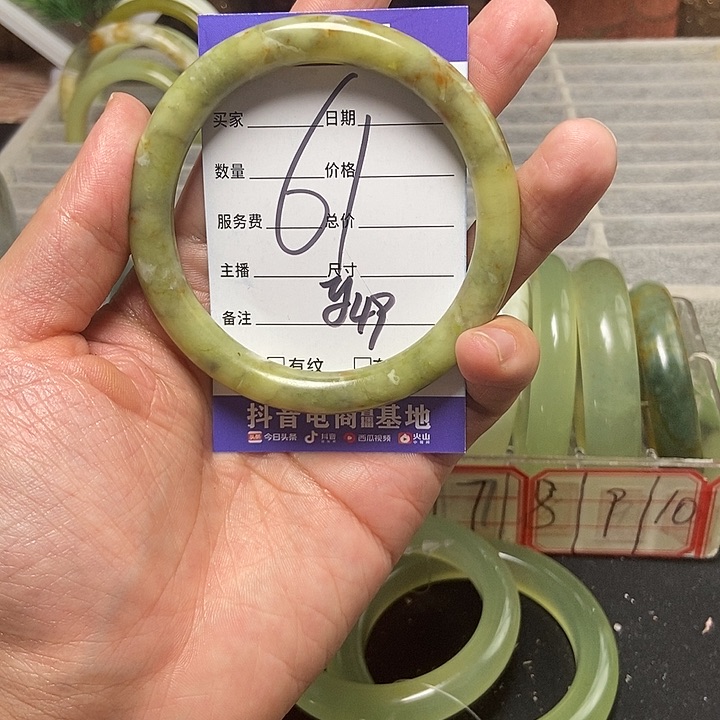 买家 日期
数量 价格
61
服务费 总价
主播 尺寸
备注
有纹
抖音电商直播基地
今日头条 抖音 西瓜视频 火山
7 8 9 10